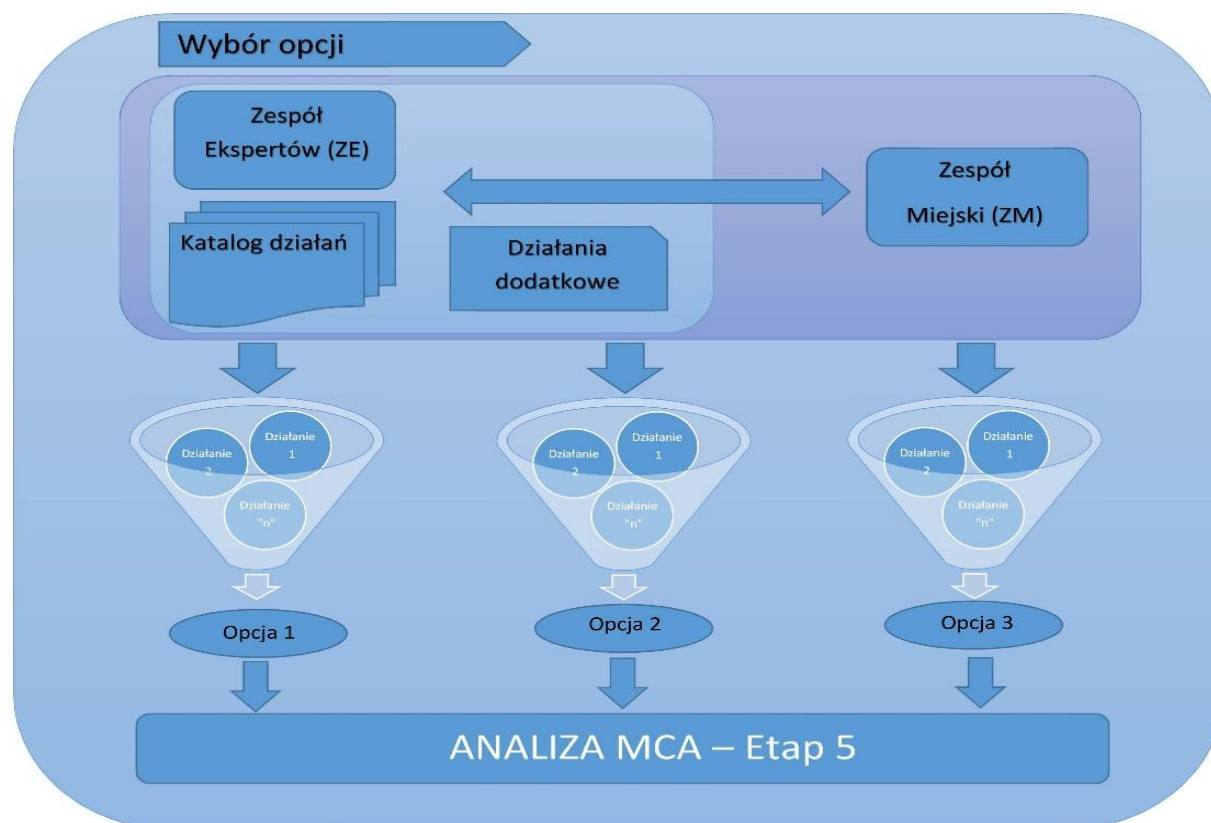 Wybór opcji
Zespół
Ekspertów (ZE)
Katalog działań
Działania
dodatkowe
Zespół
Miejski (ZM)
Działanie
1
Działanie
2
Działanie
"n"
Działanie
1
Działanie
2
Działanie
"n"
Działanie
1
Działanie
2
Działanie
"n"
Opcja 1
Opcja 2
Opcja 3
ANALIZA MCA – Etap 5